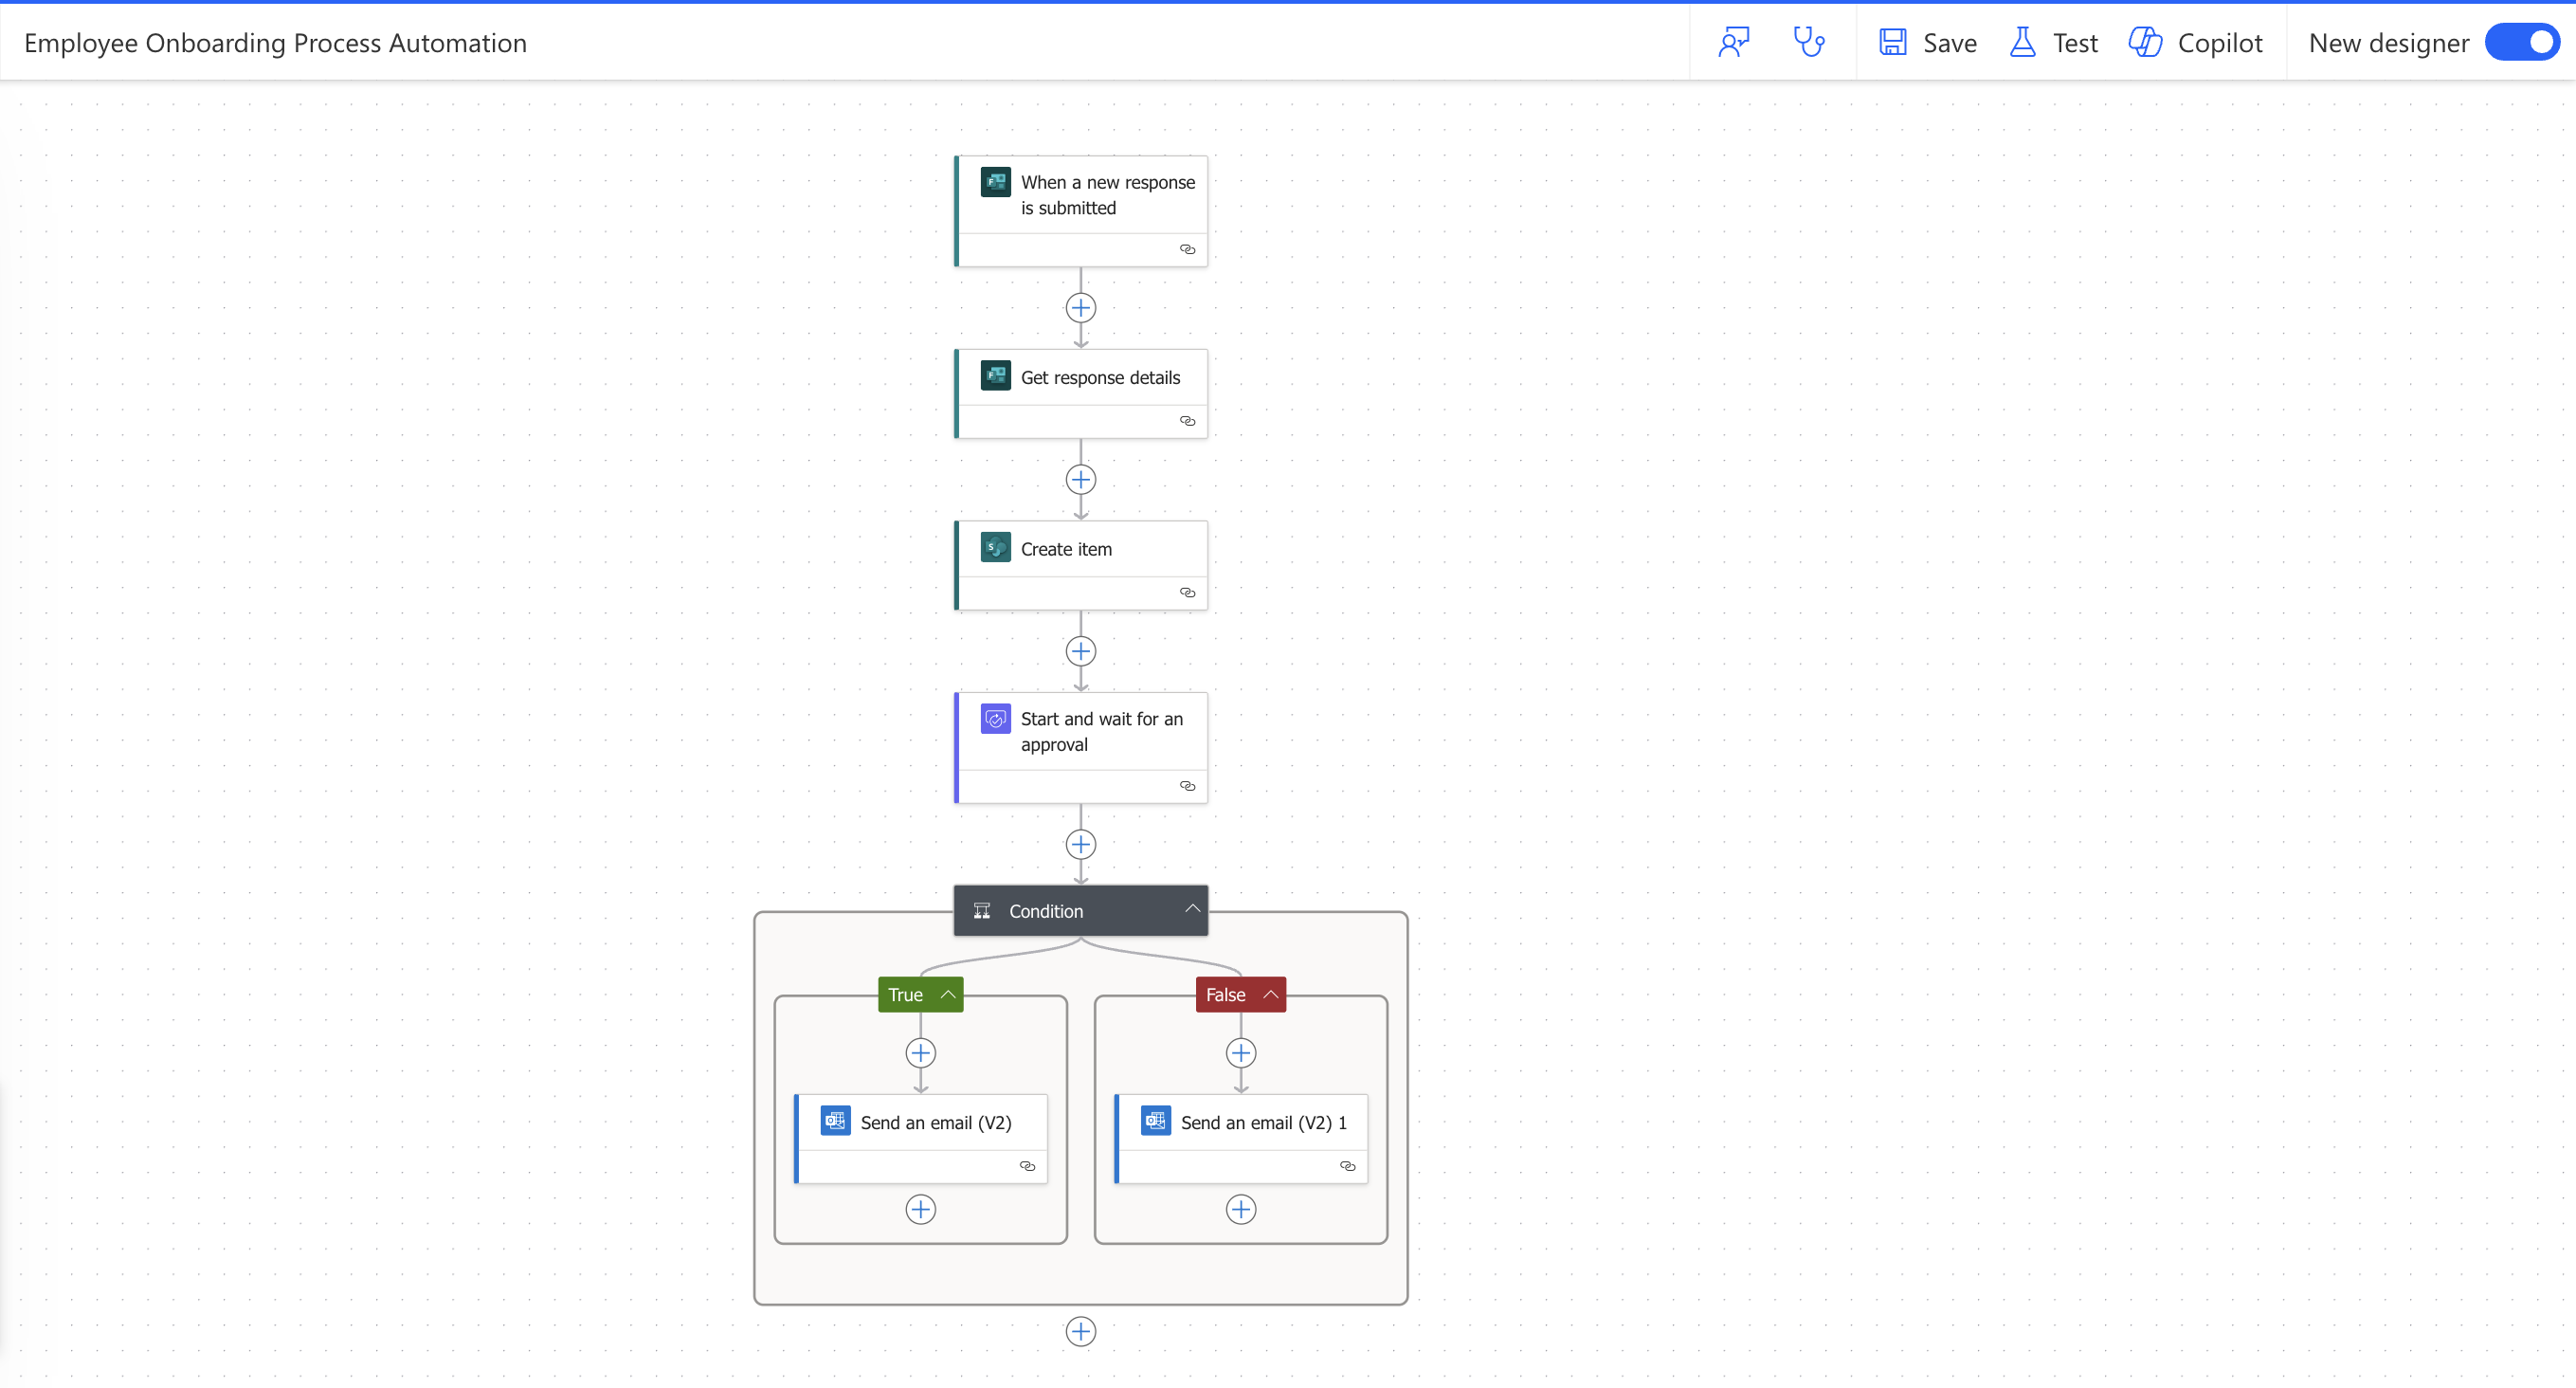 Employee Onboarding Process Automation
Save
Test
Copilot
New designer
When a new response
is submitted
Get response details
Create item
Start and wait for an
approval
Condition
True
False
Send an email (V2)
Send an email (V2) 1